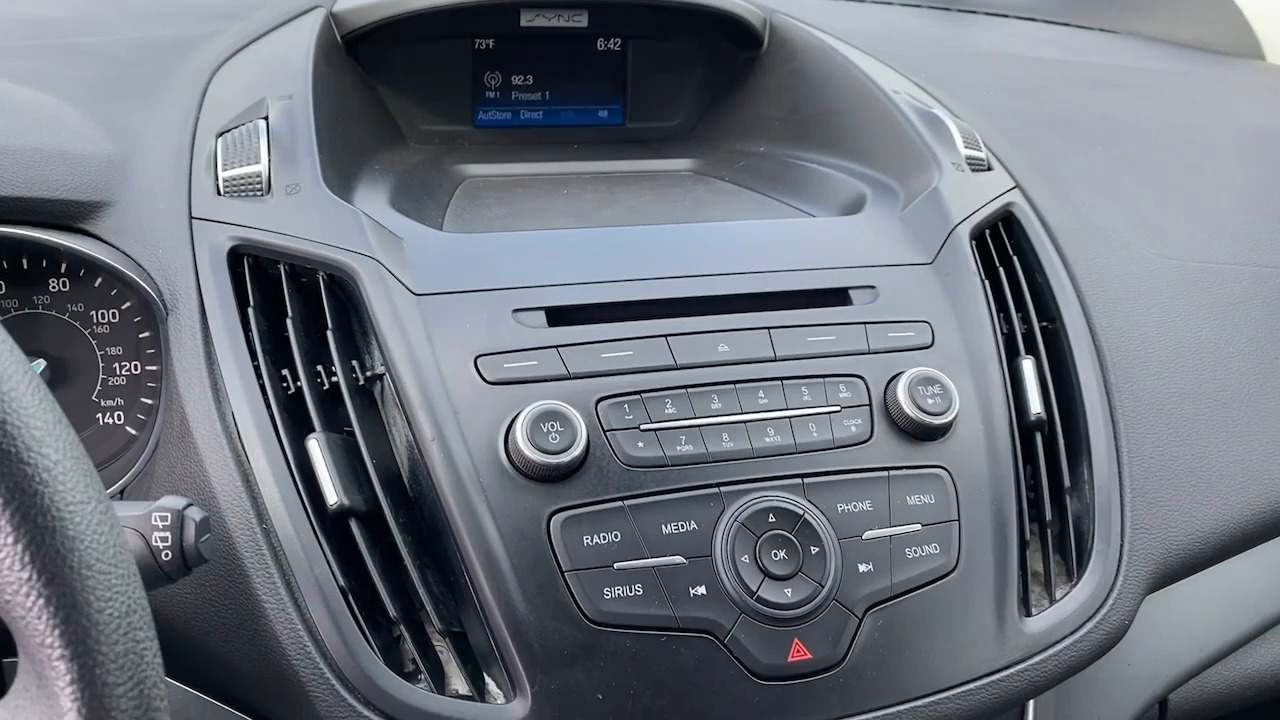 SYNC
73°F 6:42
92.3
FM 1 Preset 1
AutStore Direct
80
100 120 140 100
160
180 120
200
km/h
140
VOL
TUNE
1 2 ABC 3 DEF 4 GHI 5 JKL 6 MNO
* 7 PQRS 8 TUV 9 WXYZ 0 + CLOCK
RADIO MEDIA PHONE MENU
OK
SIRIUS SOUND